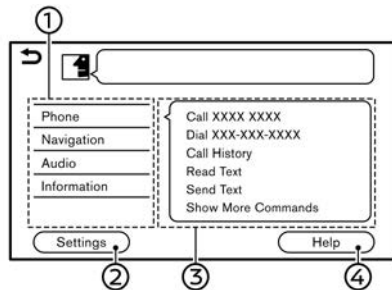 ①
Phone
Navigation
Audio
Information
Call XXXX XXXX
Dial XXX-XXX-XXXX
Call History
Read Text
Send Text
Show More Commands
Settings
Help
②
③
④